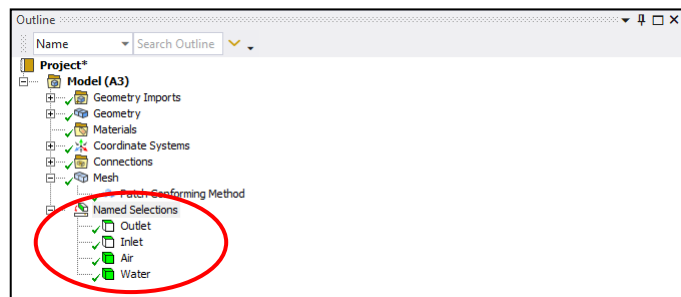 Outline
Name Search Outline
Project*
Model (A3)
Geometry Imports
Geometry
Materials
Coordinate Systems
Connections
Mesh
Patch Conforming Method
Named Selections
Outlet
Inlet
Air
Water